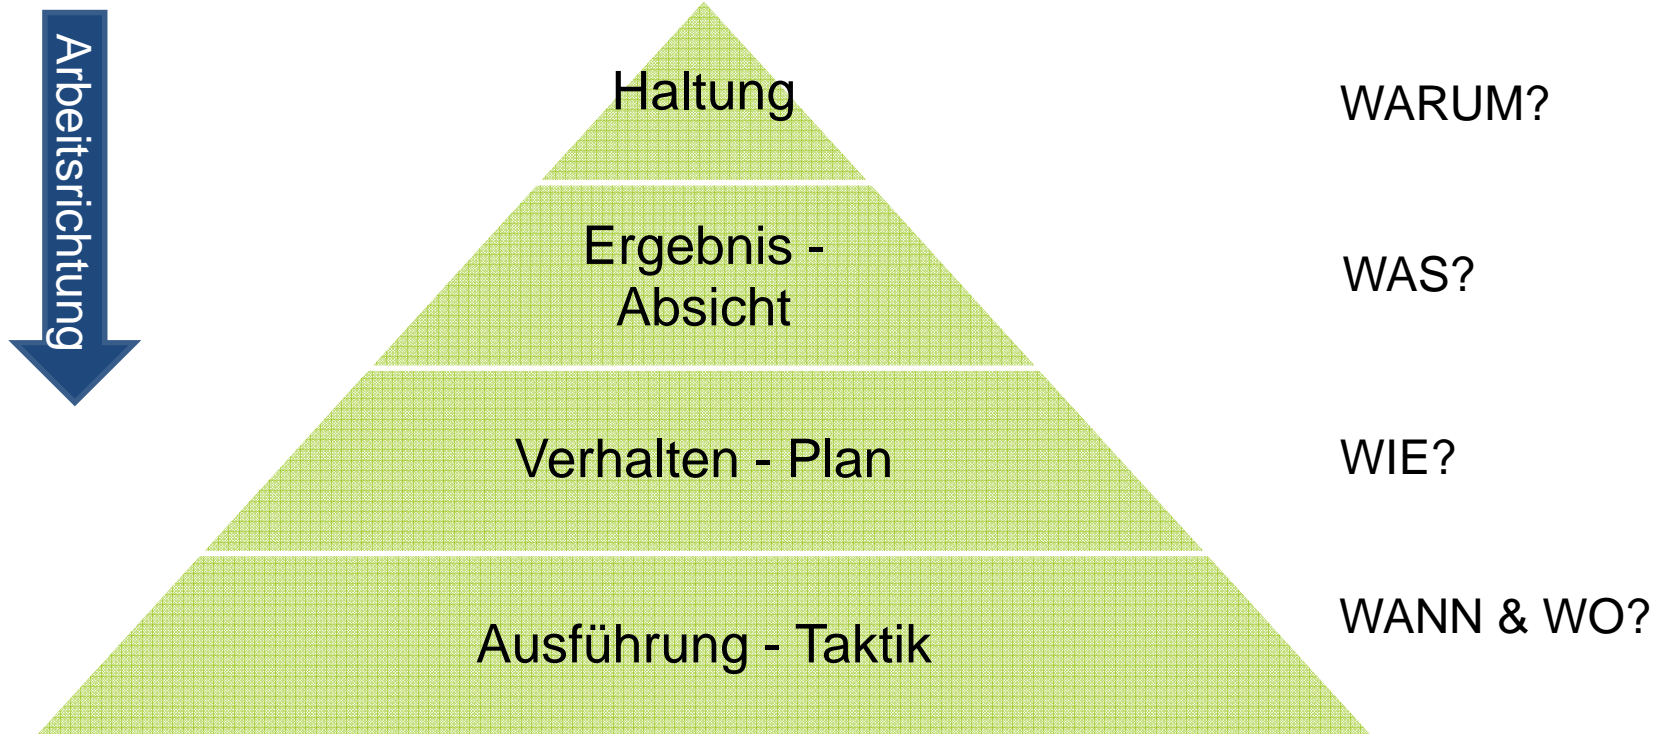 Arbeitsrichtung
Haltung
WARUM?
Ergebnis -
Absicht
WAS?
Verhalten - Plan
WIE?
Ausführung - Taktik
WANN & WO?